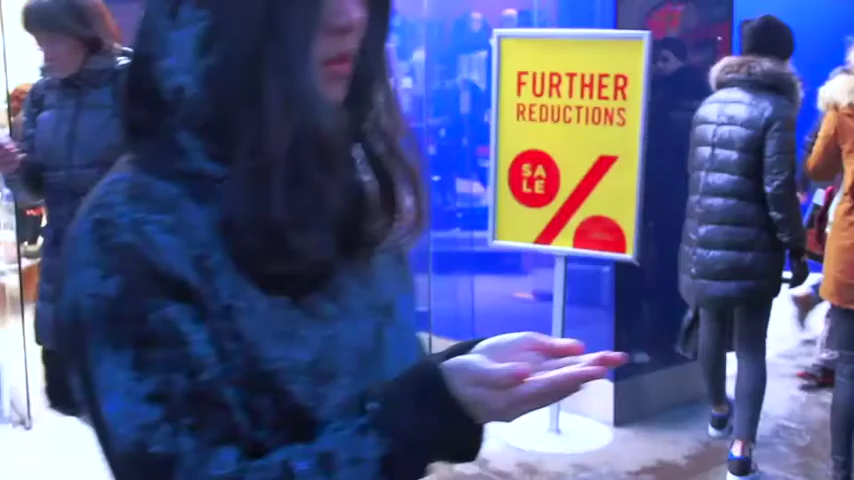 FURTHER
REDUCTIONS
SA
LE
%